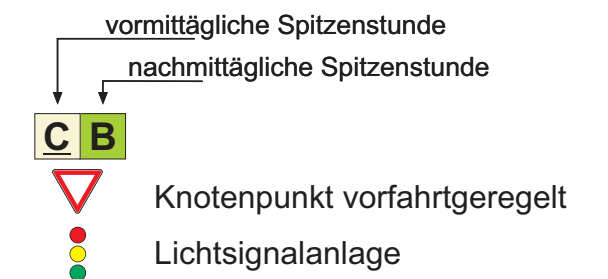 vormittägliche Spitzenstunde
nachmittägliche Spitzenstunde
C B
Knotenpunkt vorfahrtgeregelt
Lichtsignalanlage